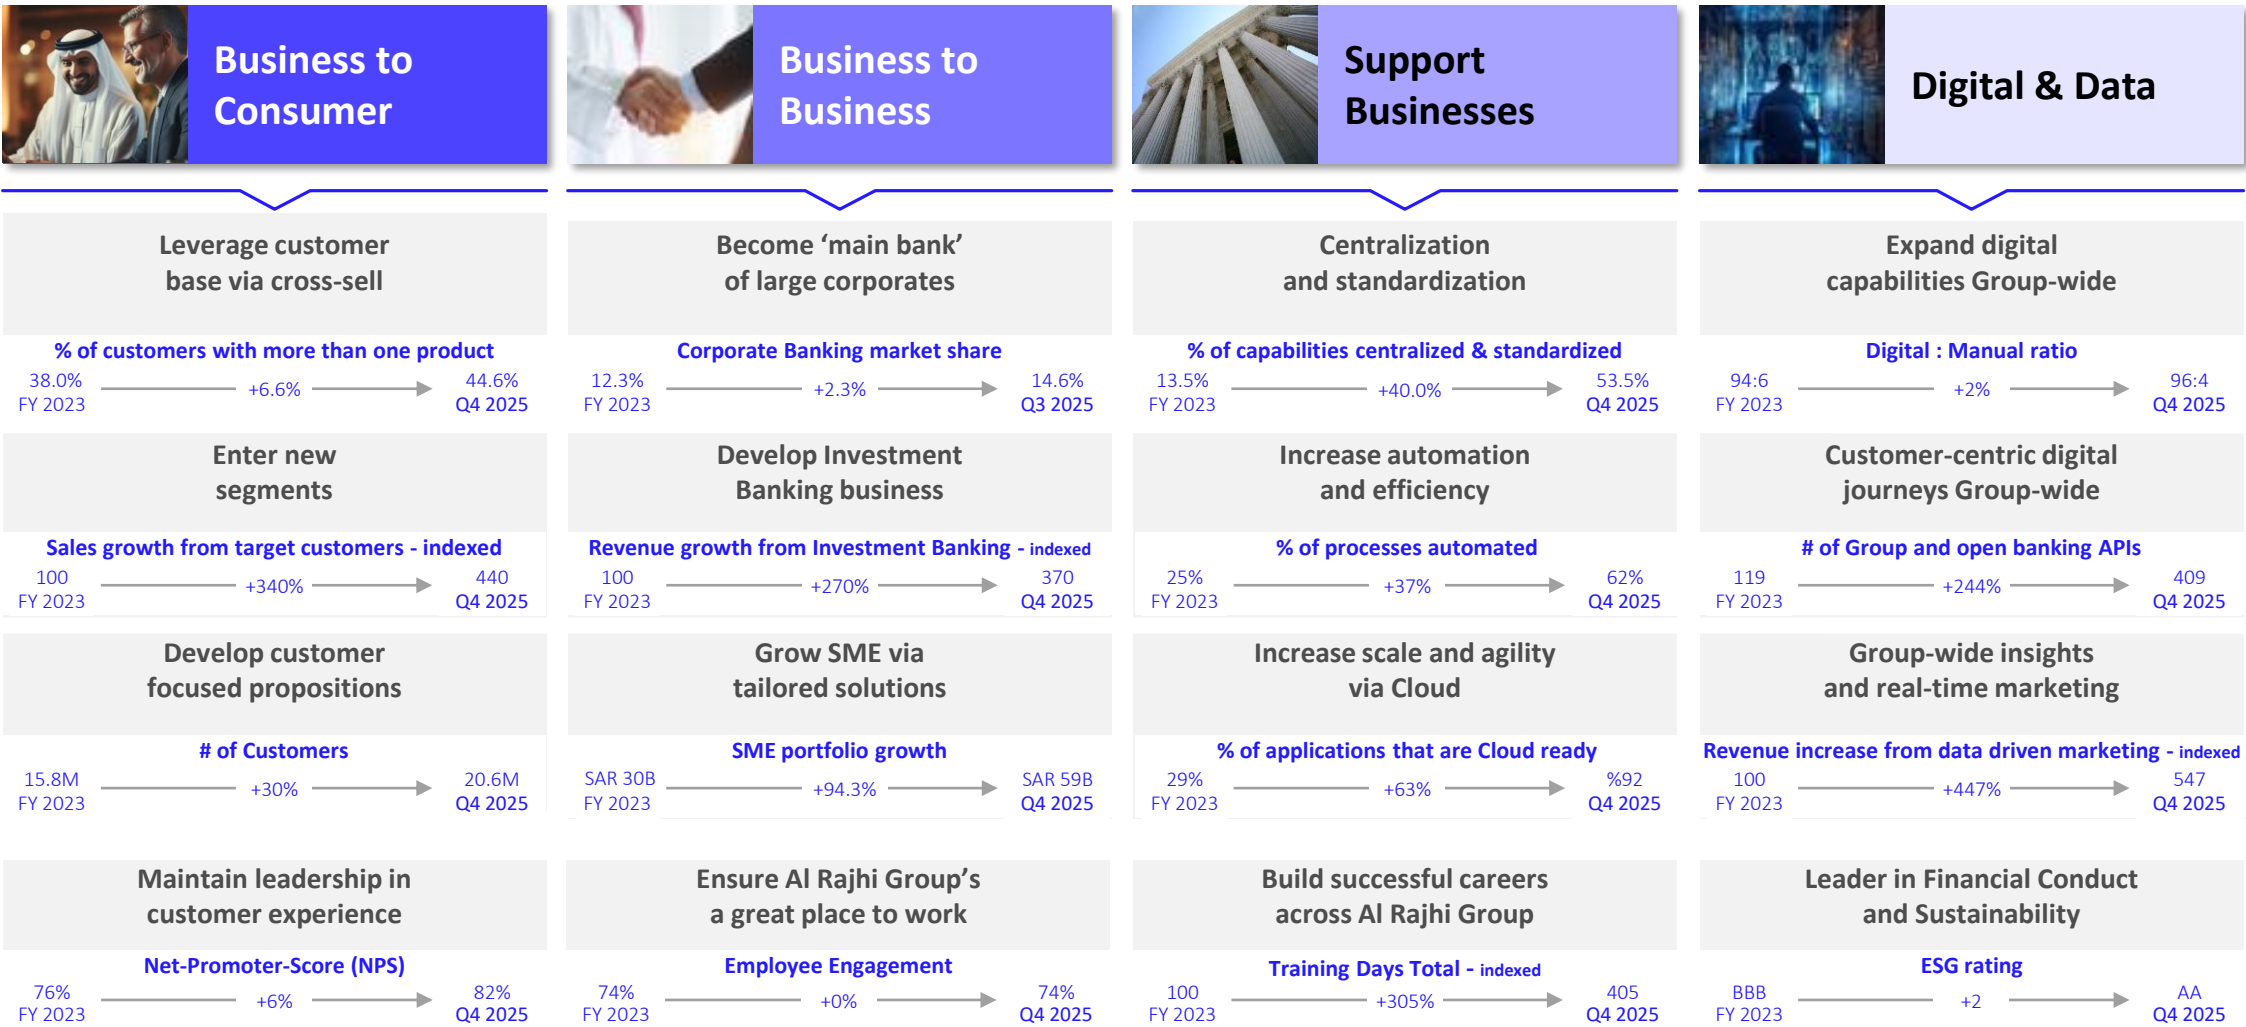 Business to
Consumer
Business to
Business
Support
Businesses
Digital & Data
Leverage customer
base via cross-sell
% of customers with more than one product
38.0%
FY 2023
+6.6%
44.6%
Q4 2025
Become ‘main bank’
of large corporates
Corporate Banking market share
12.3%
FY 2023
+2.3%
14.6%
Q3 2025
Centralization
and standardization
% of capabilities centralized & standardized
13.5%
FY 2023
+40.0%
53.5%
Q4 2025
Expand digital
capabilities Group-wide
Digital : Manual ratio
94:6
FY 2023
+2%
96:4
Q4 2025
Enter new
segments
Sales growth from target customers - indexed
100
FY 2023
+340%
440
Q4 2025
Develop Investment
Banking business
Revenue growth from Investment Banking - indexed
100
FY 2023
+270%
370
Q4 2025
Increase automation
and efficiency
% of processes automated
25%
FY 2023
+37%
62%
Q4 2025
Customer-centric digital
journeys Group-wide
# of Group and open banking APIs
119
FY 2023
+244%
409
Q4 2025
Develop customer
focused propositions
# of Customers
15.8M
FY 2023
+30%
20.6M
Q4 2025
Grow SME via
tailored solutions
SME portfolio growth
SAR 30B
FY 2023
+94.3%
SAR 59B
Q4 2025
Increase scale and agility
via Cloud
% of applications that are Cloud ready
29%
FY 2023
+63%
%92
Q4 2025
Group-wide insights
and real-time marketing
Revenue increase from data driven marketing - indexed
100
FY 2023
+447%
547
Q4 2025
Maintain leadership in
customer experience
Net-Promoter-Score (NPS)
76%
FY 2023
+6%
82%
Q4 2025
Ensure Al Rajhi Group’s
a great place to work
Employee Engagement
74%
FY 2023
+0%
74%
Q4 2025
Build successful careers
across Al Rajhi Group
Training Days Total - indexed
100
FY 2023
+305%
405
Q4 2025
Leader in Financial Conduct
and Sustainability
ESG rating
BBB
FY 2023
+2
AA
Q4 2025